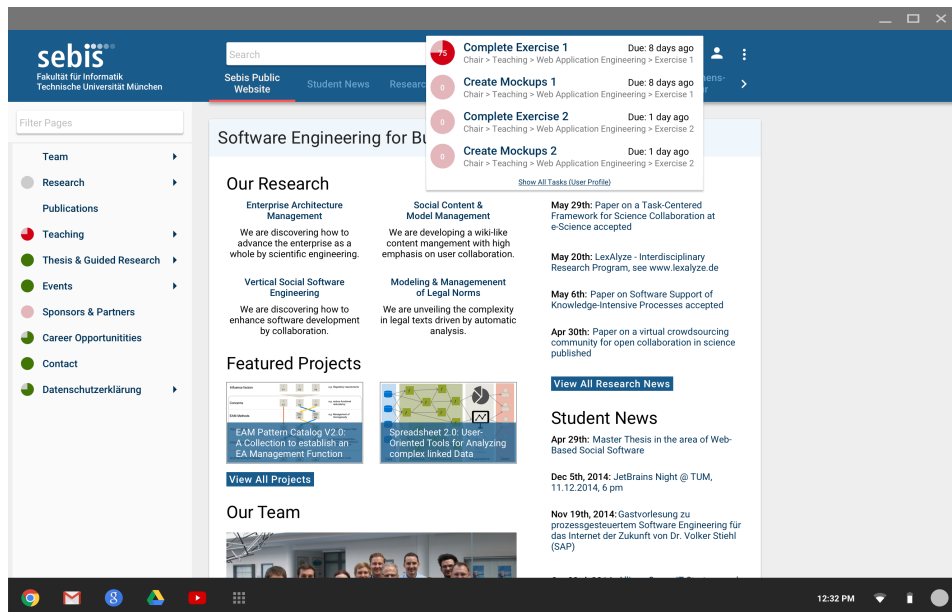 sebis
Fakultät für Informatik
Technische Universität München
Search
Sebis Public
Website
Student News
Researc
nens-
r
75
Complete Exercise 1
Due: 8 days ago
Chair > Teaching > Web Application Engineering > Exercise 1
0
Create Mockups 1
Due: 8 days ago
Chair > Teaching > Web Application Engineering > Exercise 1
0
Complete Exercise 2
Due: 1 day ago
Chair > Teaching > Web Application Engineering > Exercise 2
0
Create Mockups 2
Due: 1 day ago
Chair > Teaching > Web Application Engineering > Exercise 2
Show All Tasks (User Profile)
Filter Pages
Team
Research
Publications
Teaching
Thesis & Guided Research
Events
Sponsors & Partners
Career Opportunitities
Contact
Datenschutzerklärung
Software Engineering for Bu
Our Research
Enterprise Architecture
Management
We are discovering how to
advance the enterprise as a
whole by scientific engineering.
Social Content &
Model Management
We are developing a wiki-like
content mangement with high
emphasis on user collaboration.
Vertical Social Software
Engineering
We are discovering how to
enhance software development
by collaboration.
Modeling & Managemenent
of Legal Norms
We are unveiling the complexity
in legal texts driven by automatic
analysis.
Featured Projects
Influence factors
Concerns
EAM Methods
EAM Pattern Catalog V2.0:
A Collection to establish an
EA Management Function
Spreadsheet 2.0: User-
Oriented Tools for Analyzing
complex linked Data
View All Projects
Our Team
May 29th: Paper on a Task-Centered
Framework for Science Collaboration at
e-Science accepted
May 20th: LexAlyze - Interdisciplinary
Research Program, see www.lexalyze.de
May 6th: Paper on Software Support of
Knowledge-Intensive Processes accepted
Apr 30th: Paper on a virtual crowdsourcing
community for open collaboration in science
published
View All Research News
Student News
Apr 29th: Master Thesis in the area of Web-
Based Social Software
Dec 5th, 2014: JetBrains Night @ TUM,
11.12.2014, 6 pm
Nov 19th, 2014: Gastvorlesung zu
prozessgesteuertem Software Engineering für
das Internet der Zukunft von Dr. Volker Stiehl
(SAP)
12:32 PM